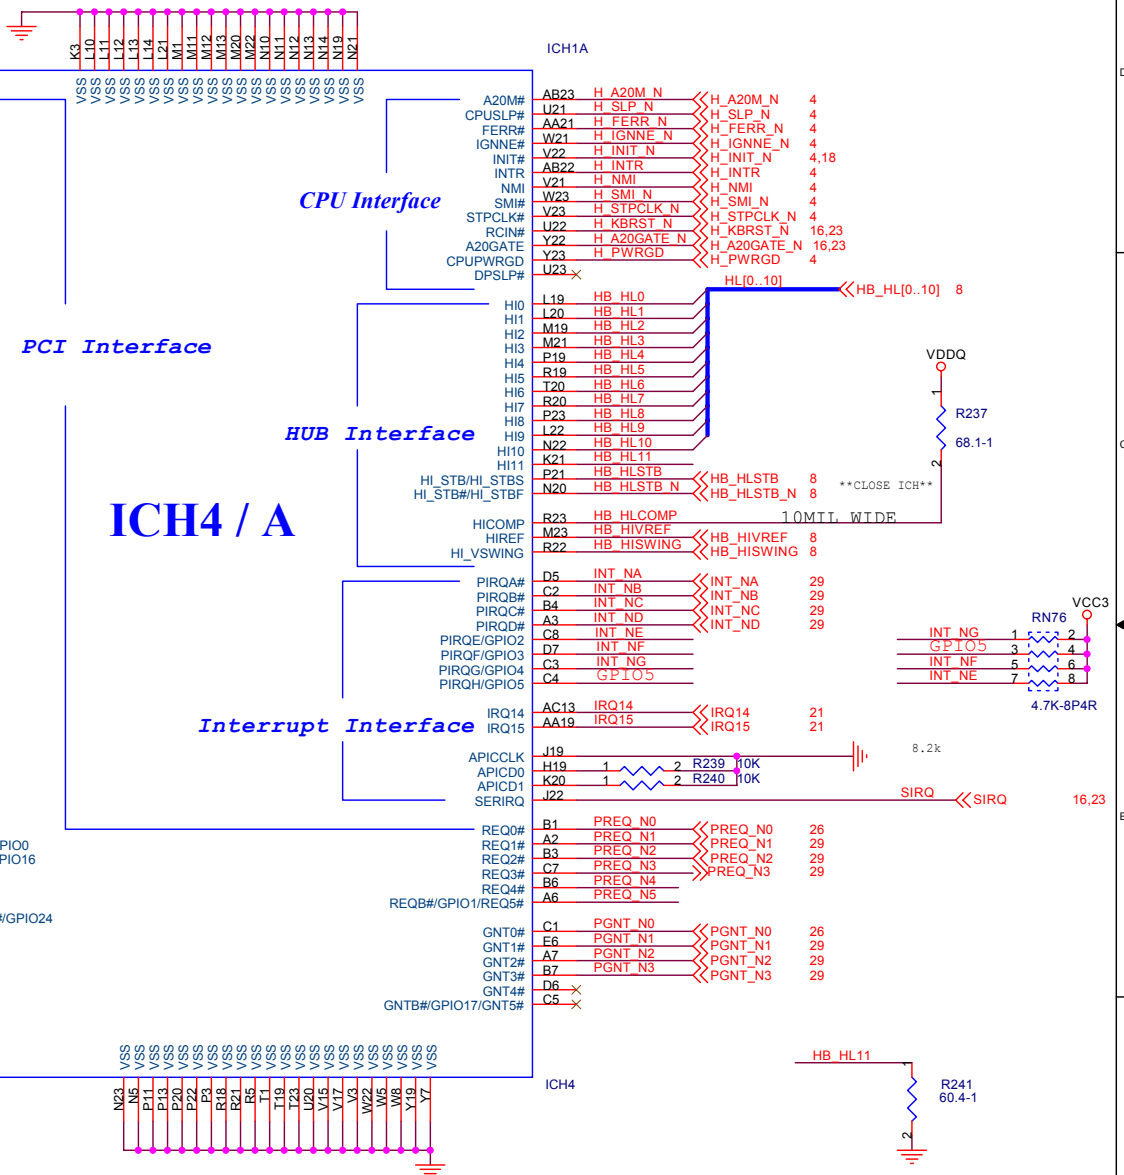 ICH1A
K3 L10 L11 L12 L13 L14 L21 M1 M11 M12 M13 M20 M22 N10 N11 N12 N13 N14 N19 N21
VSS VSS VSS VSS VSS VSS VSS VSS VSS VSS VSS VSS VSS VSS VSS VSS VSS VSS VSS VSS
D
A20M# AB23 H_A20M_N H_A20M_N 4
CPUSLP# U21 H_SLP_N H_SLP_N 4
FERR# AA21 H_FERR_N H_FERR_N 4
IGNNE# W21 H_IGNNE_N H_IGNNE_N 4
INIT# V22 H_INIT_N H_INIT_N 4,18
INTR AB22 H_INTR H_INTR 4
NMI V21 H_NMI H_NMI 4
SMI# W23 H_SMI_N H_SMI_N 4
STPCLK# V23 H_STPCLK_N H_STPCLK_N 4
RCIN# U22 H_KBRST_N H_KBRST_N 16,23
A20GATE Y22 H_A20GATE_N H_A20GATE_N 16,23
CPUPWRGD Y23 H_PWRGD H_PWRGD 4
DPSLP# U23
CPU Interface
HL[0..10] HB_HL[0..10] 8
HI0 L19 HB_HL0
HI1 L20 HB_HL1
HI2 M19 HB_HL2
HI3 M21 HB_HL3
HI4 P19 HB_HL4
HI5 R19 HB_HL5
HI6 T20 HB_HL6
HI7 R20 HB_HL7
HI8 P23 HB_HL8
HI9 L22 HB_HL9
HI10 N22 HB_HL10
HI11 K21 HB_HL11
HI_STB/HI_STBS P21 HB_HLSTB HB_HLSTB 8
HI_STB#/HI_STBF N20 HB_HLSTB_N HB_HLSTB_N 8
HICOMP R23 HB_HLCOMP 10MIL WIDE
HIREF M23 HB_HIVREF HB_HIVREF 8
HI_VSWING R22 HB_HISWING HB_HISWING 8
PCI Interface
HUB Interface
ICH4 / A
VDDQ
1
R237
68.1-1
2
**CLOSE ICH**
C
PIRQA# D5 INT_NA INT_NA 29
PIRQB# C2 INT_NB INT_NB 29
PIRQC# B4 INT_NC INT_NC 29
PIRQD# A3 INT_ND INT_ND 29
PIRQE/GPIO2 C8 INT_NE
PIRQF/GPIO3 D7 INT_NF
PIRQG/GPIO4 C3 INT_NG
PIRQH/GPIO5 C4 GPIO5
VCC3
RN76
INT_NG 1 2
GPIO5 3 4
INT_NF 5 6
INT_NE 7 8
4.7K-8P4R
Interrupt Interface
IRQ14 AC13 IRQ14 IRQ14 21
IRQ15 AA19 IRQ15 IRQ15 21
APICCLK J19
8.2k
APICD0 H19 1 2 R239 10K
APICD1 K20 1 2 R240 10K
SERIRQ J22 SIRQ SIRQ 16,23
REQ0# B1 PREQ_N0 PREQ_N0 26
REQ1# A2 PREQ_N1 PREQ_N1 29
REQ2# B3 PREQ_N2 PREQ_N2 29
REQ3# C7 PREQ_N3 PREQ_N3 29
REQ4# B6 PREQ_N4
REQB#/GPIO1/REQ5# A6 PREQ_N5
B
PIO0
PIO16
#/GPIO24
GNT0# C1 PGNT_N0 PGNT_N0 26
GNT1# E6 PGNT_N1 PGNT_N1 29
GNT2# A7 PGNT_N2 PGNT_N2 29
GNT3# B7 PGNT_N3 PGNT_N3 29
GNT4# D6
GNTB#/GPIO17/GNT5# C5
VSS VSS VSS VSS VSS VSS VSS VSS VSS VSS VSS VSS VSS VSS VSS VSS VSS VSS VSS VSS VSS VSS
N23 N5 P11 P13 P20 P22 P3 R18 R21 R5 T1 T19 T23 U20 V15 V17 V3 W22 W5 W8 Y19 Y7
ICH4
HB_HL11
1
R241
60.4-1
2